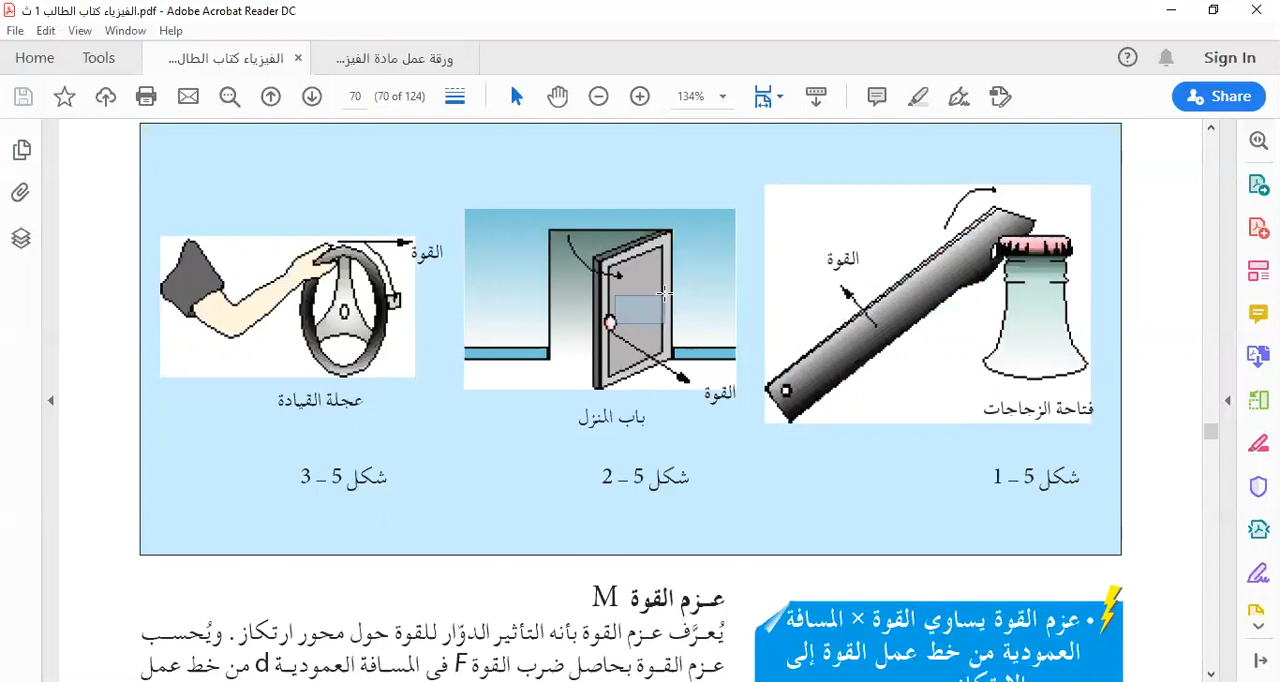 الفيزياء كتاب الطالب 1 ث.pdf - Adobe Acrobat Reader DC
File Edit View Window Help
Home Tools الفيزياء كتاب الطال... × ورقة عمل مادة الفيز... Sign In
70 (70 of 124) 134% Share
القوة
القوة
القوة
فتاحة الزجاجات
باب المنزل
عجلة القيادة
شكل 5 – 1
شكل 5 – 2
شكل 5 – 3
• عزم القوة يساوي القوة × المسافة
العمودية من خط عمل القوة إلى
عـزم القوة M
يُعـرَّف عـزم القوة بأنه التأثير الدوّار للقوة حول محور ارتكاز. ويُحسـب
عـزم القـوة بحاصل ضرب القوة F في المسافة العموديـة d من خط عمل